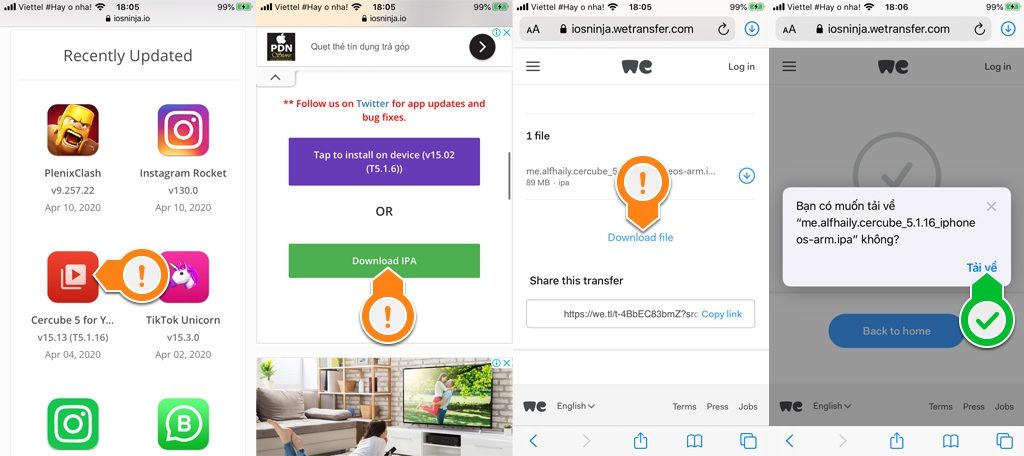 Viettel #Hay o nha!
18:05
99%
iosninja.io
Recently Updated
PlenixClash
v9.257.22
Apr 10, 2020
Instagram Rocket
v130.0
Apr 10, 2020
Cercube 5 for Y...
v15.13 (T5.1.16)
Apr 04, 2020
TikTok Unicorn
v15.3.0
Apr 02, 2020
Viettel #Hay o nha!
18:05
99%
iosninja.io
PDN
Store
Quẹt thẻ tín dụng trả góp
** Follow us on Twitter for app updates and
bug fixes.
Tap to install on device (v15.02
(T5.1.6))
OR
Download IPA
Viettel #Hay o nha!
18:05
99%
AA
iosninja.wetransfer.com
we
Log in
1 file
me.alfhaily.cercube_5. eos-arm.i...
89 MB · ipa
Download file
Share this transfer
https://we.tl/t-4BbEC83bmZ?src
Copy link
we
English
Terms
Press
Jobs
Viettel #Hay o nha!
18:06
99%
AA
iosninja.wetransfer.com
we
Log in
Bạn có muốn tải về
“me.alfhaily.cercube_5.1.16_iphone
os-arm.ipa” không?
Tải về
Back to home
we
English
Terms
Press
Jobs